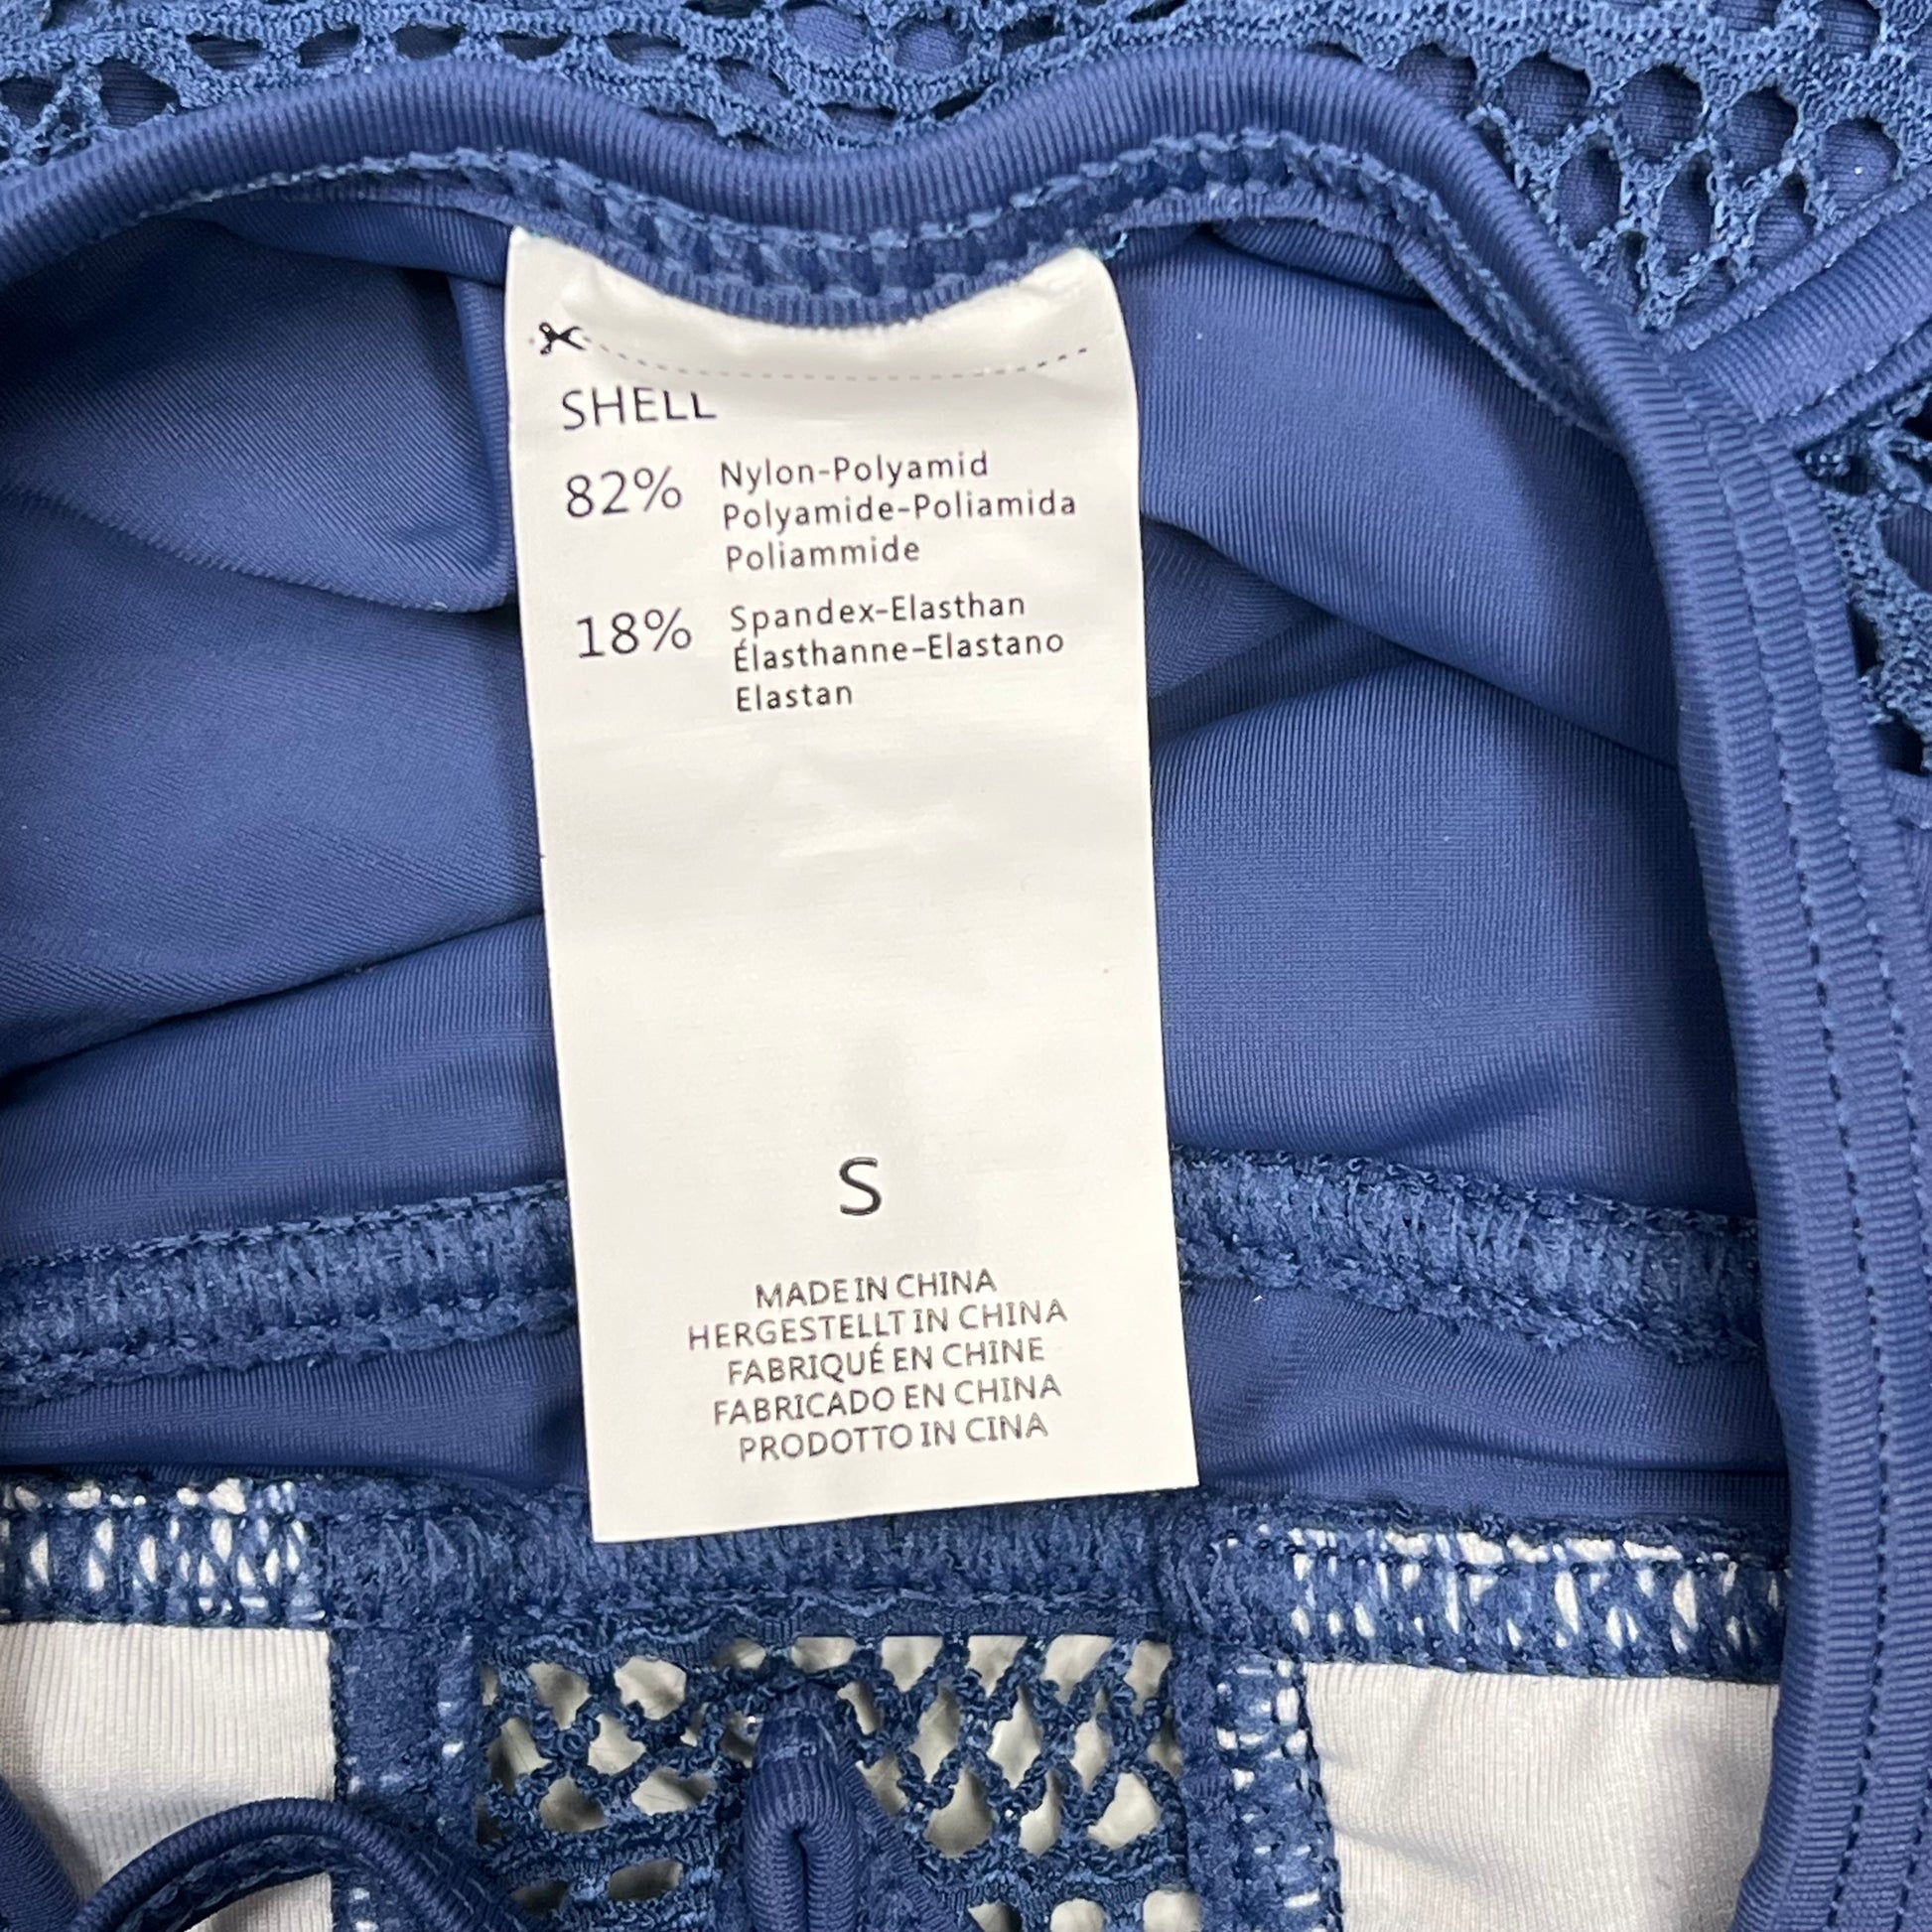 SHELL
82% Nylon-Polyamid
Polyamide-Poliamida
Poliammide
18% Spandex-Elasthan
Élasthanne-Elastano
Elastan
S
MADE IN CHINA
HERGESTELLT IN CHINA
FABRIQUÉ EN CHINE
FABRICADO EN CHINA
PRODOTTO IN CINA